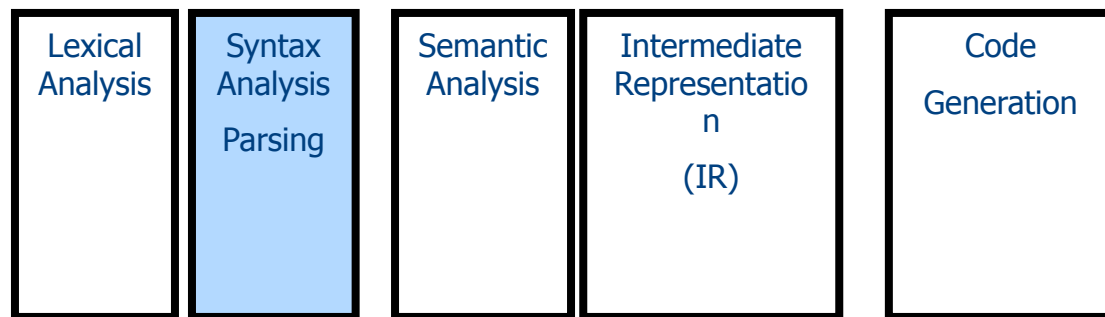 Lexical
Analysis
Syntax
Analysis
Parsing
Semantic
Analysis
Intermediate
Representatio
n
(IR)
Code
Generation